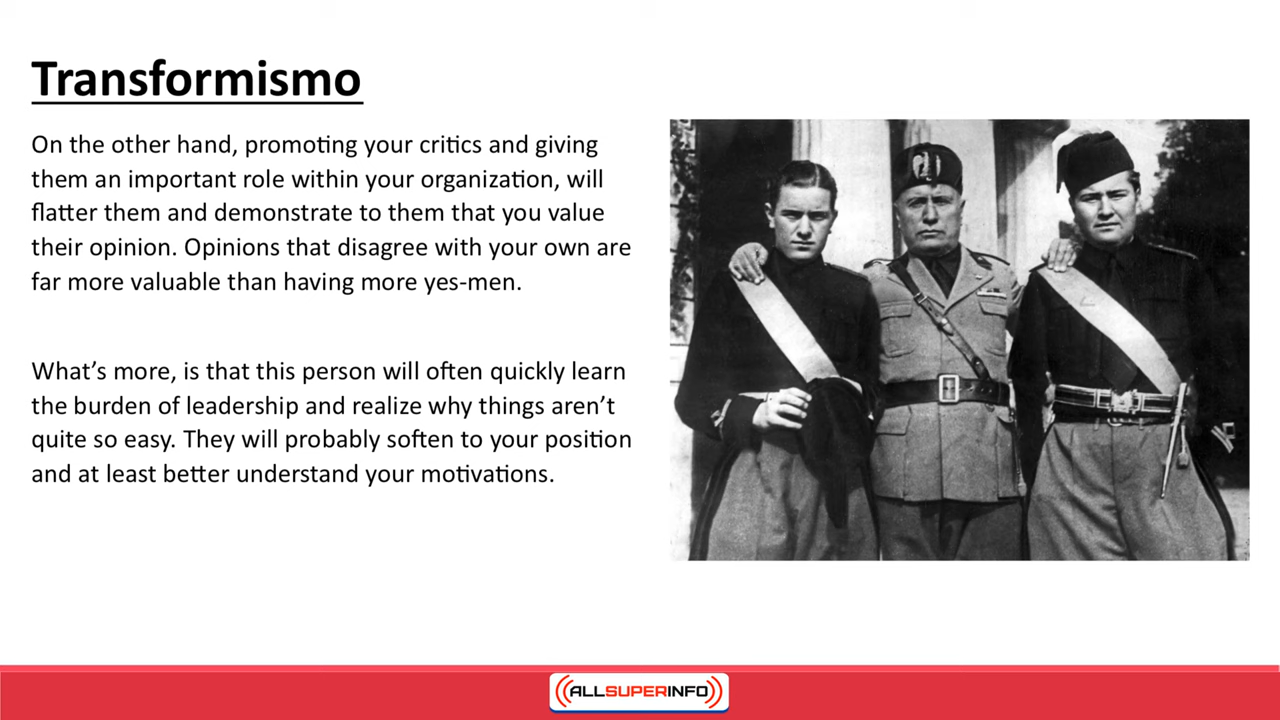 Transformismo
On the other hand, promoting your critics and giving
them an important role within your organization, will
flatter them and demonstrate to them that you value
their opinion. Opinions that disagree with your own are
far more valuable than having more yes-men.
What’s more, is that this person will often quickly learn
the burden of leadership and realize why things aren’t
quite so easy. They will probably soften to your position
and at least better understand your motivations.
ALLSUPERINFO